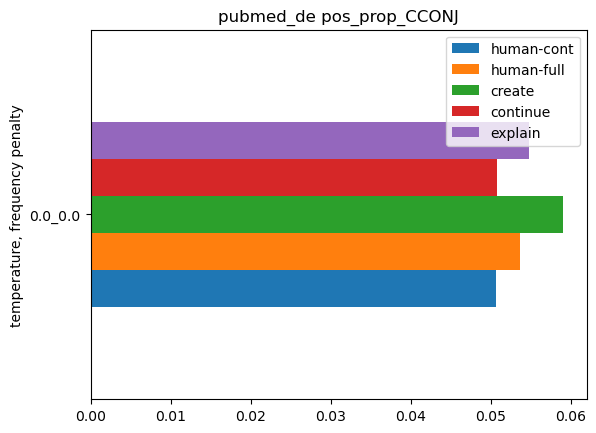 pubmed_de pos_prop_CCONJ
human-cont
human-full
create
continue
explain
temperature, frequency penalty
0.0_0.0
0.00 0.01 0.02 0.03 0.04 0.05 0.06